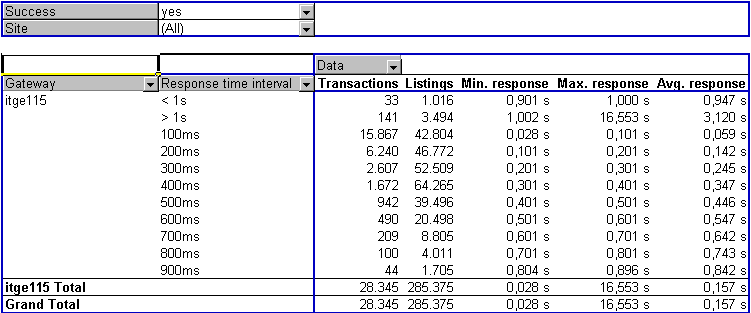 Success yes
Site (All)
Data
Gateway Response time interval Transactions Listings Min. response Max. response Avg. response
itge115 < 1s 33 1.016 0,901 s 1,000 s 0,947 s
> 1s 141 3.494 1,002 s 16,553 s 3,120 s
100ms 15.867 42.804 0,028 s 0,101 s 0,059 s
200ms 6.240 46.772 0,101 s 0,201 s 0,142 s
300ms 2.607 52.509 0,201 s 0,301 s 0,245 s
400ms 1.672 64.265 0,301 s 0,401 s 0,347 s
500ms 942 39.496 0,401 s 0,501 s 0,446 s
600ms 490 20.498 0,501 s 0,601 s 0,547 s
700ms 209 8.805 0,601 s 0,701 s 0,642 s
800ms 100 4.011 0,701 s 0,801 s 0,743 s
900ms 44 1.705 0,804 s 0,896 s 0,842 s
itge115 Total 28.345 285.375 0,028 s 16,553 s 0,157 s
Grand Total 28.345 285.375 0,028 s 16,553 s 0,157 s